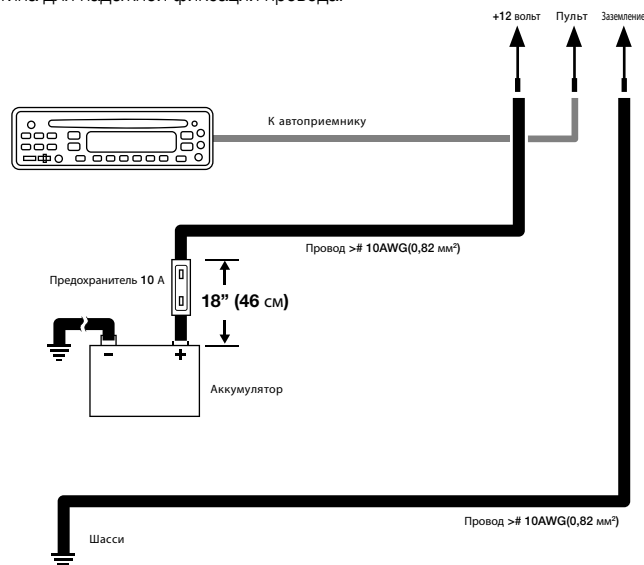 +12 вольт Пульт Заземление
К автоприемнику
Провод ># 10AWG(0,82 мм²)
Предохранитель 10 А
18” (46 см)
– +
Аккумулятор
Провод ># 10AWG(0,82 мм²)
Шасси